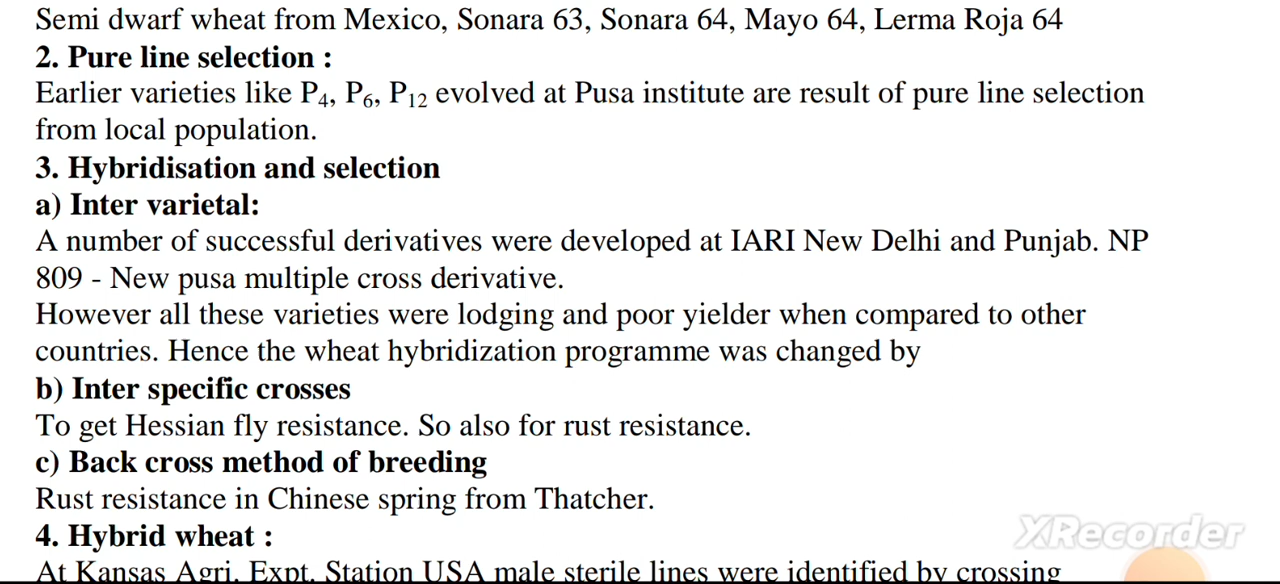 Semi dwarf wheat from Mexico, Sonara 63, Sonara 64, Mayo 64, Lerma Roja 64
2. Pure line selection :
Earlier varieties like P4, P6, P12 evolved at Pusa institute are result of pure line selection
from local population.
3. Hybridisation and selection
a) Inter varietal:
A number of successful derivatives were developed at IARI New Delhi and Punjab. NP
809 - New pusa multiple cross derivative.
However all these varieties were lodging and poor yielder when compared to other
countries. Hence the wheat hybridization programme was changed by
b) Inter specific crosses
To get Hessian fly resistance. So also for rust resistance.
c) Back cross method of breeding
Rust resistance in Chinese spring from Thatcher.
4. Hybrid wheat :
At Kansas Agri. Expt. Station USA male sterile lines were identified by crossing
XRecorder